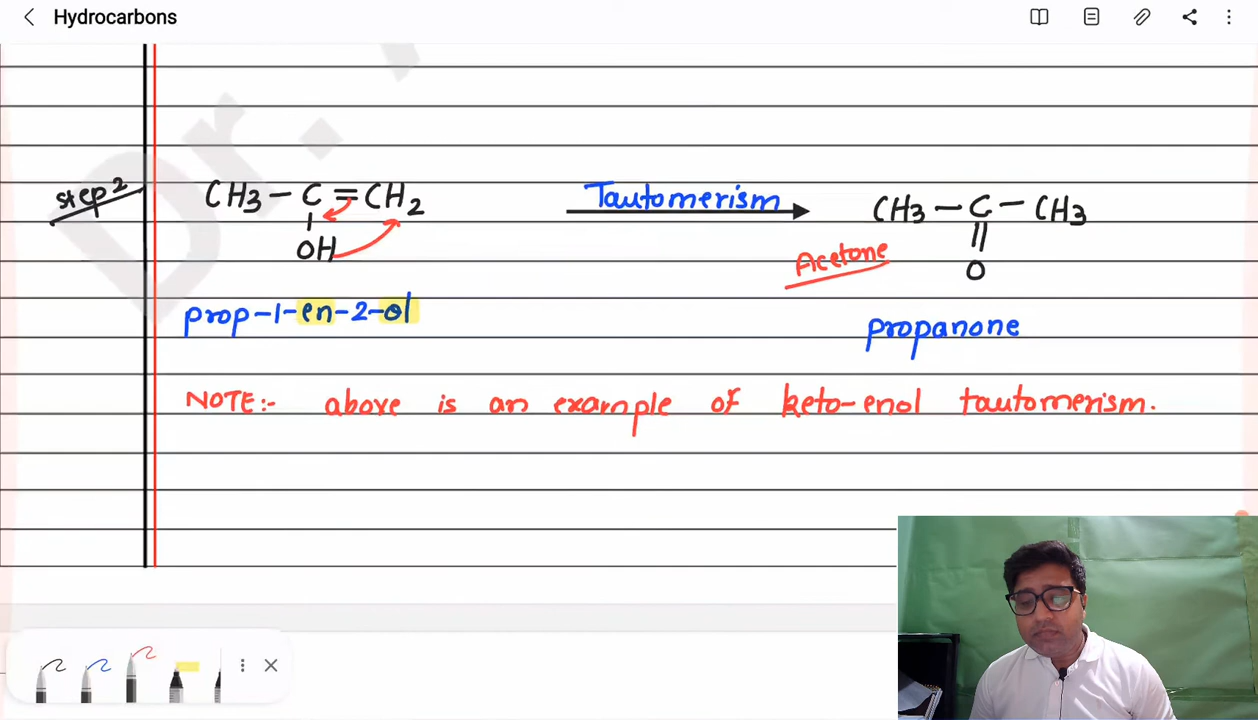 Hydrocarbons
Dr.
step 2
CH3 – C = CH2
OH
Tautomerism
CH3 – C – CH3
O
Acetone
prop-1-en-2-ol
propanone
NOTE:- above is an example of keto-enol tautomerism.